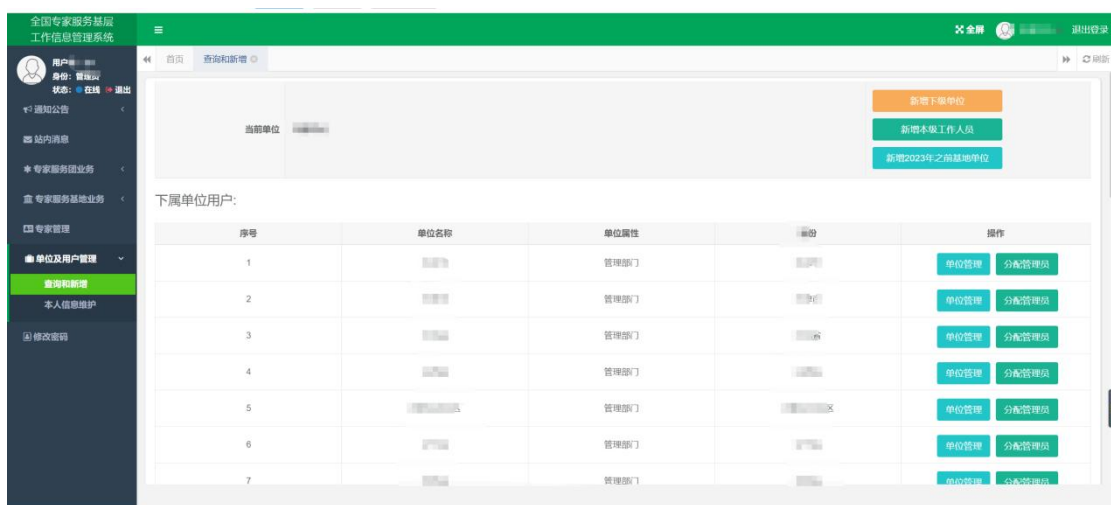 全国专家服务基层
工作信息管理系统
全屏
退出登录
用户
身份：管理员
状态：在线 退出
首页 查询和新增
刷新
通知公告
站内消息
专家服务团业务
专家服务基地业务
专家管理
单位及用户管理
查询和新增
本人信息维护
修改密码
当前单位
新增下级单位
新增本级工作人员
新增2023年之前基地单位
下属单位用户:
序号 单位名称 单位属性 份 操作
1 管理部门 单位管理 分配管理员
2 管理部门 单位管理 分配管理员
3 管理部门 单位管理 分配管理员
4 管理部门 单位管理 分配管理员
5 管理部门 单位管理 分配管理员
6 管理部门 单位管理 分配管理员
7 管理部门 单位管理 分配管理员